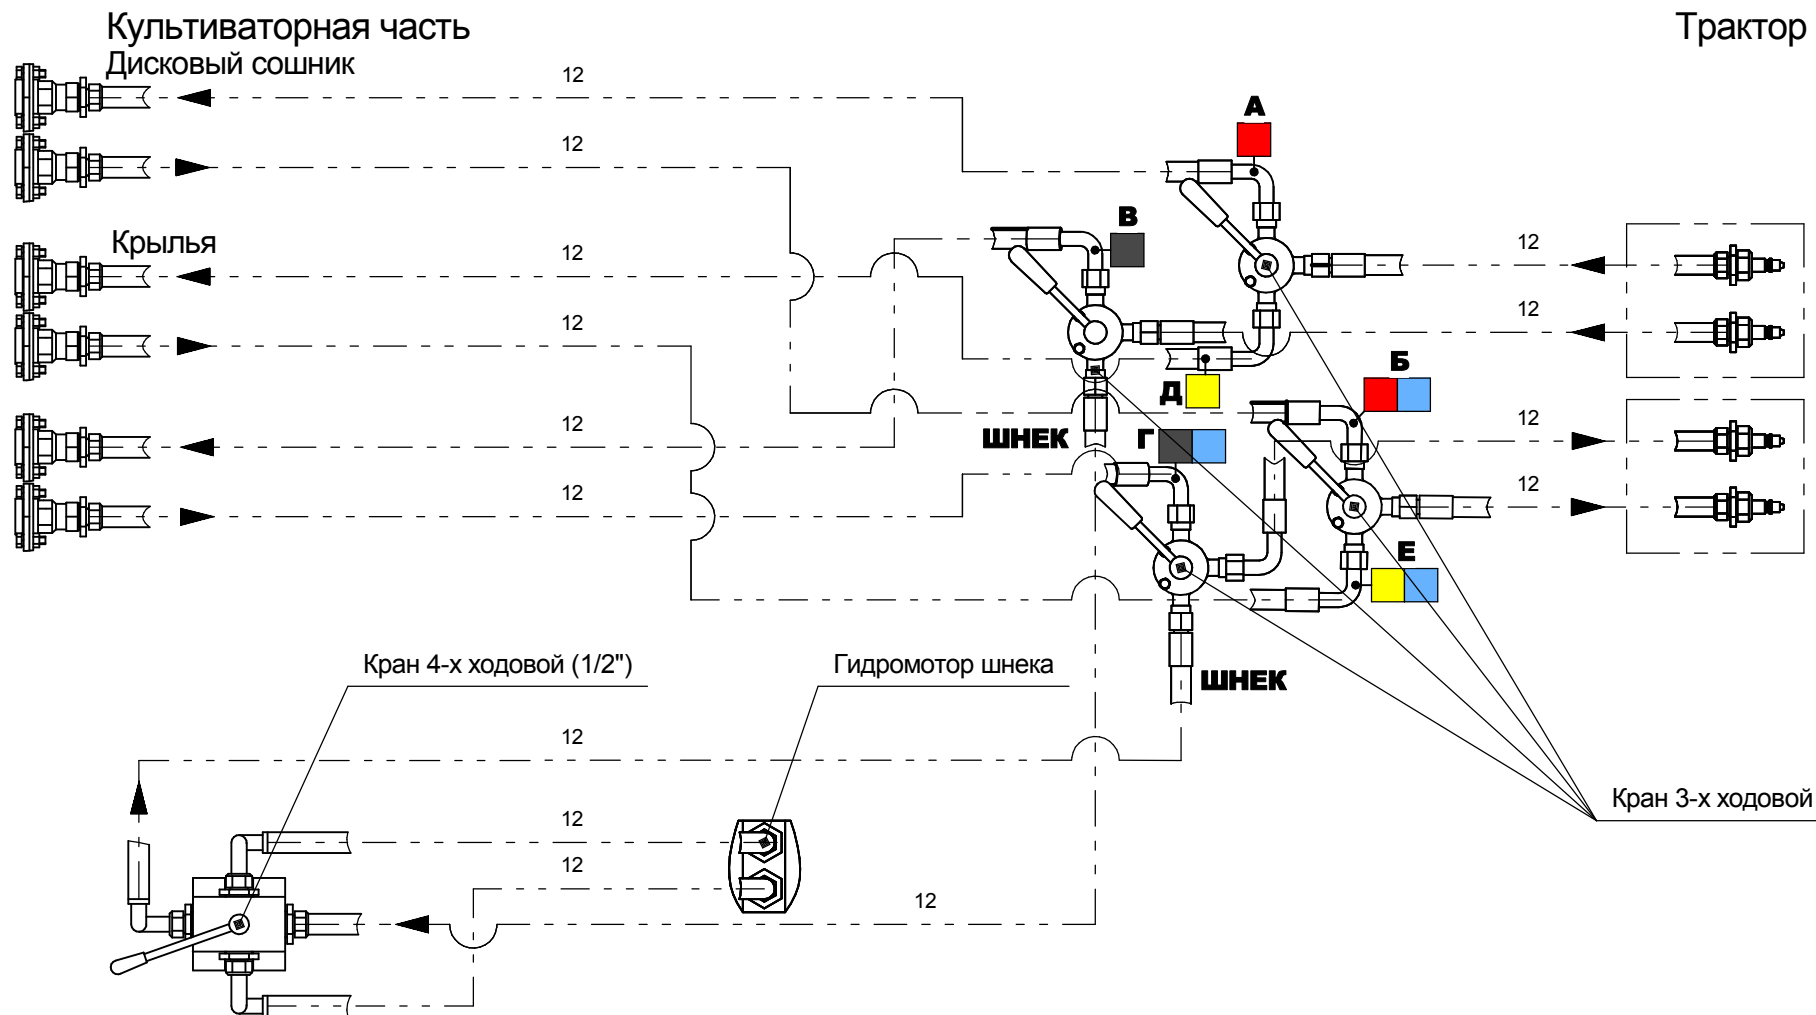 Культиваторная часть
Трактор
Дисковый сошник
12
А
12
В
Крылья
12
12
12
12
Д
Б
12
ШНЕК
Г
12
12
12
Е
Кран 4-х ходовой (1/2")
Гидромотор шнека
ШНЕК
12
Кран 3-х ходовой
12
12
12